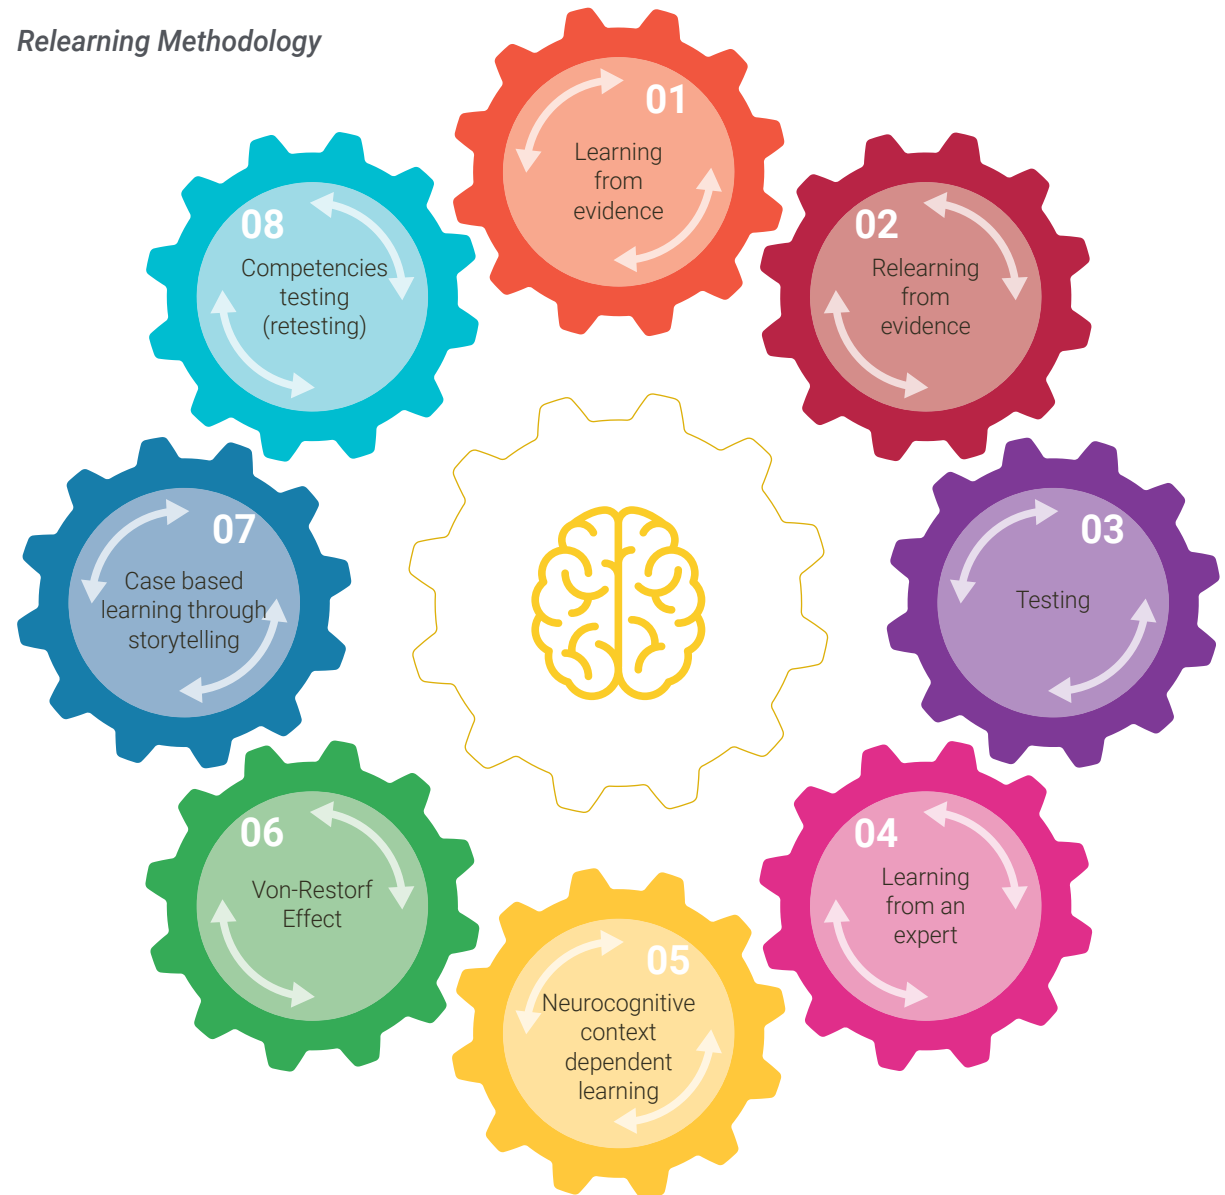 Relearning Methodology
01
Learning
from
evidence
02
Relearning
from
evidence
03
Testing
04
Learning
from an
expert
05
Neurocognitive
context
dependent
learning
06
Von-Restorf
Effect
07
Case based
learning through
storytelling
08
Competencies
testing
(retesting)